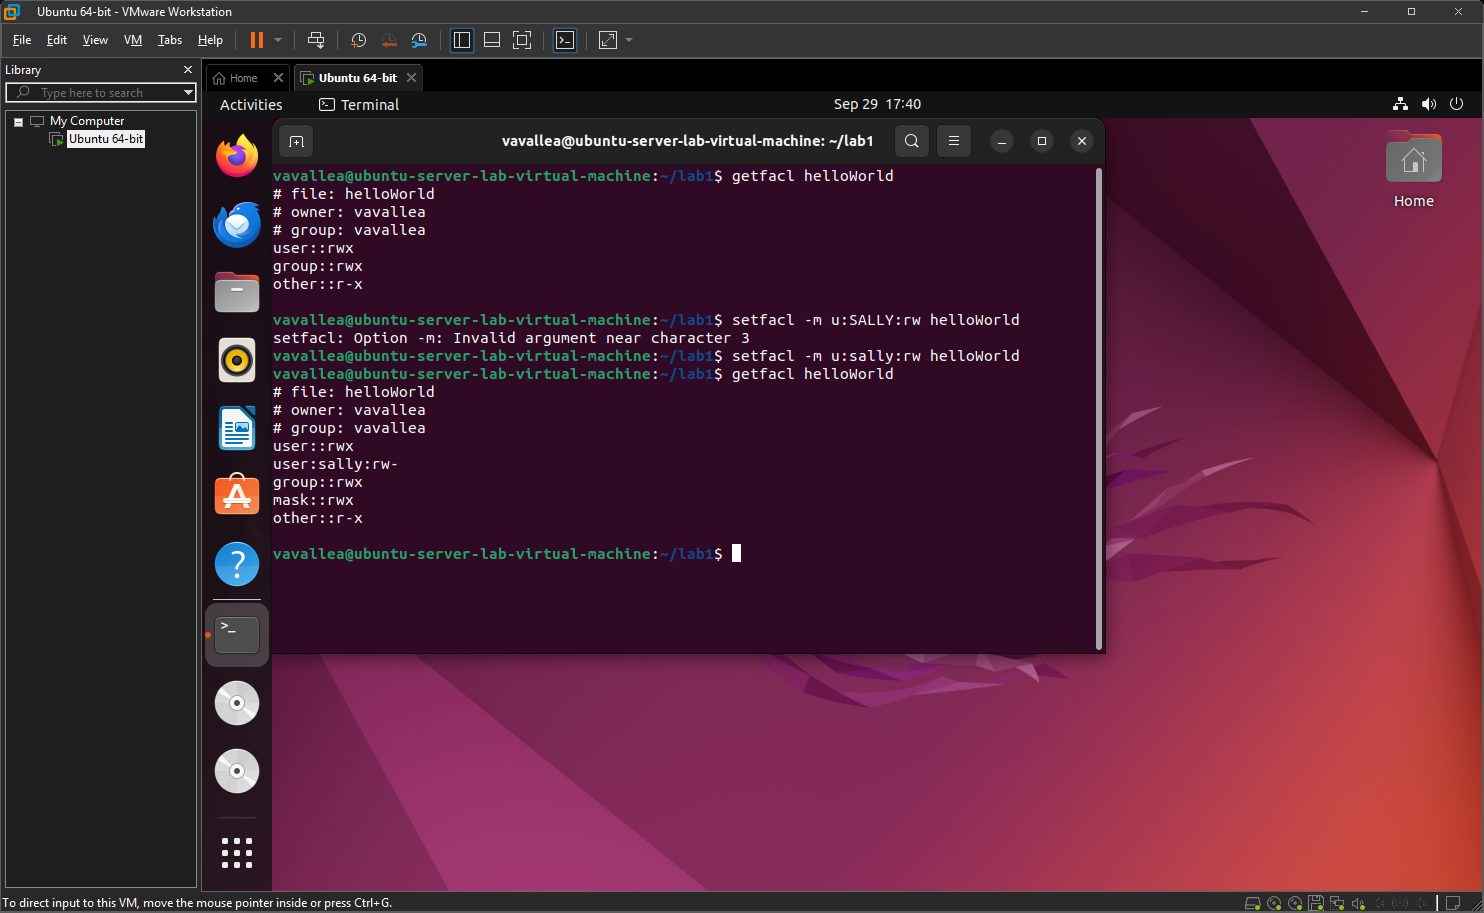 Ubuntu 64-bit - VMware Workstation
File Edit View VM Tabs Help
Library
Type here to search
My Computer
Ubuntu 64-bit
Home
Ubuntu 64-bit
Activities
Terminal
Sep 29 17:40
vavallea@ubuntu-server-lab-virtual-machine: ~/lab1
vavallea@ubuntu-server-lab-virtual-machine:~/lab1$ getfacl helloWorld
# file: helloWorld
# owner: vavallea
# group: vavallea
user::rwx
group::rwx
other::r-x
vavallea@ubuntu-server-lab-virtual-machine:~/lab1$ setfacl -m u:SALLY:rw helloWorld
setfacl: Option -m: Invalid argument near character 3
vavallea@ubuntu-server-lab-virtual-machine:~/lab1$ setfacl -m u:sally:rw helloWorld
vavallea@ubuntu-server-lab-virtual-machine:~/lab1$ getfacl helloWorld
# file: helloWorld
# owner: vavallea
# group: vavallea
user::rwx
user:sally:rw-
group::rwx
mask::rwx
other::r-x
vavallea@ubuntu-server-lab-virtual-machine:~/lab1$
Home
To direct input to this VM, move the mouse pointer inside or press Ctrl+G.